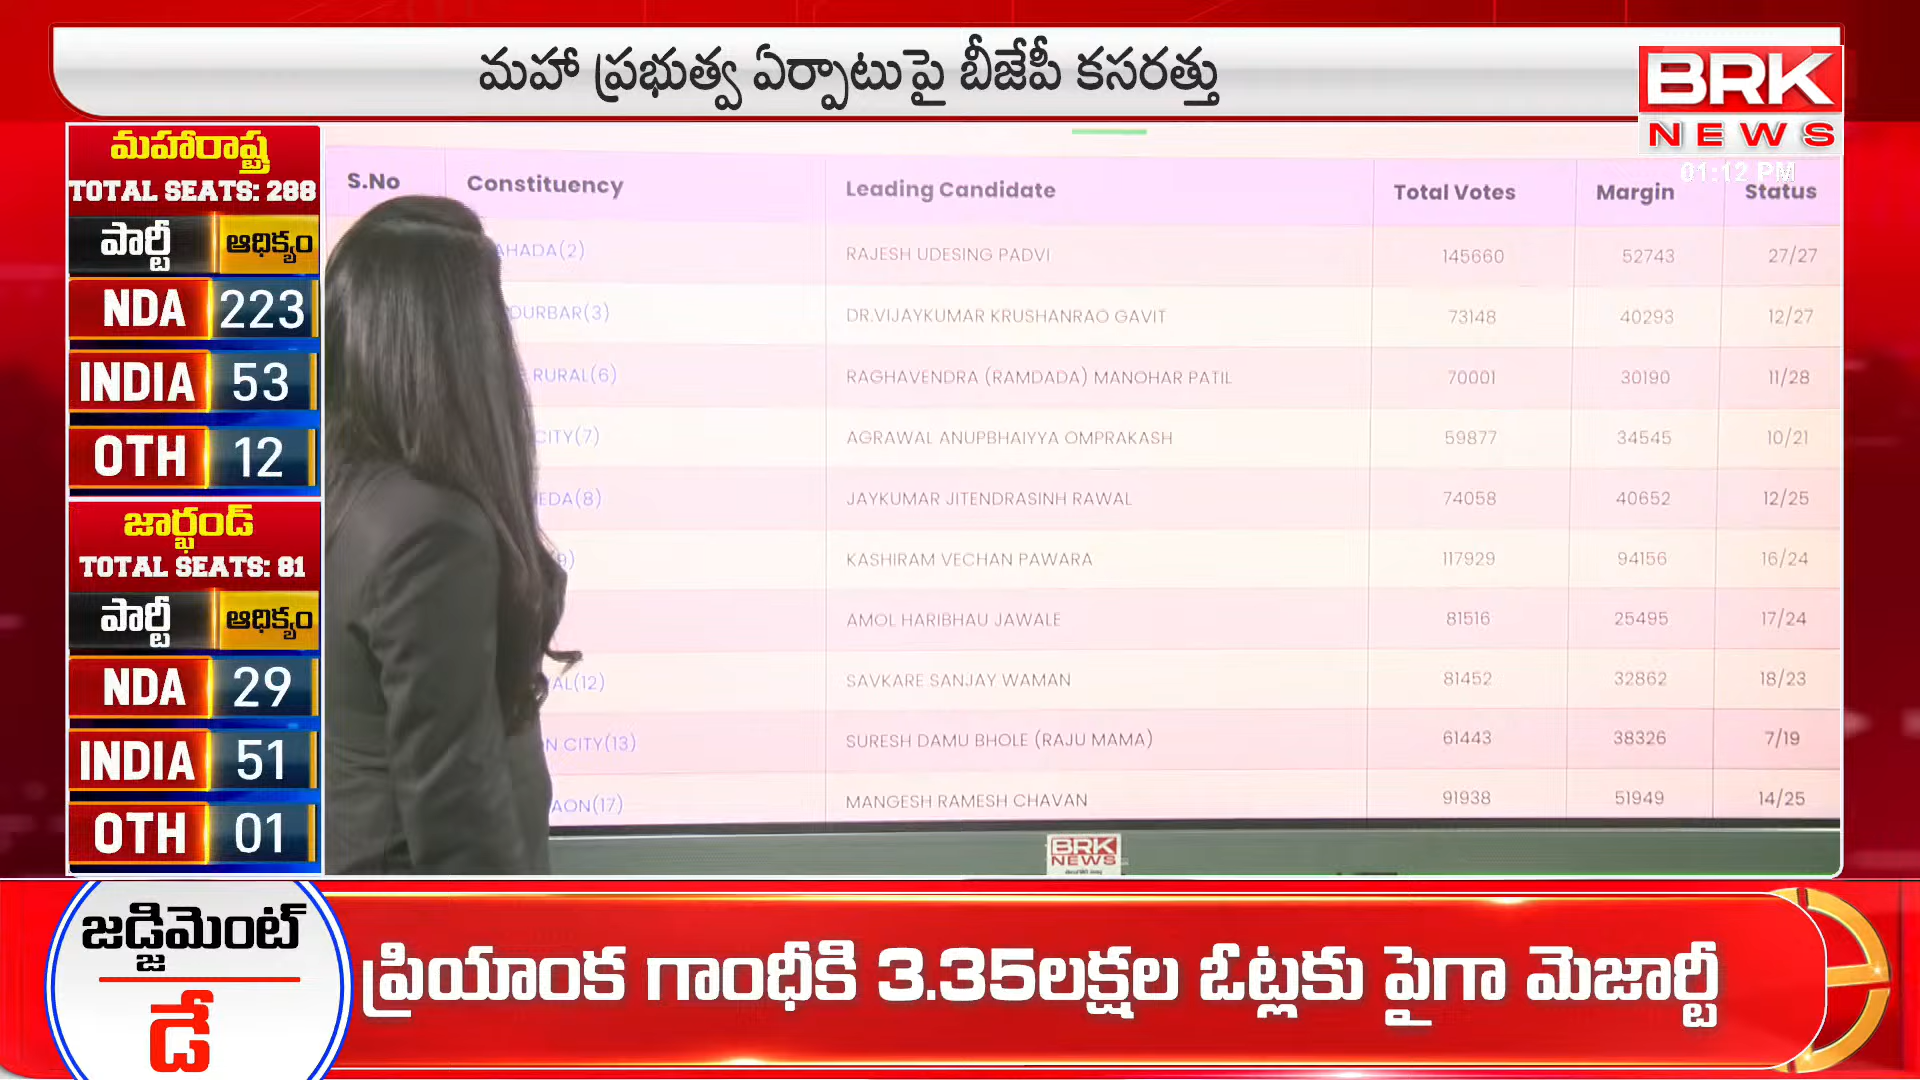 మహా ప్రభుత్వ ఏర్పాటుపై బీజేపీ కసరత్తు
BRK
NEWS
01:12 PM
మహారాష్ట్ర
TOTAL SEATS: 288
పార్టీ ఆధిక్యం
NDA 223
INDIA 53
OTH 12
జార్ఖండ్
TOTAL SEATS: 81
పార్టీ ఆధిక్యం
NDA 29
INDIA 51
OTH 01
S.No Constituency Leading Candidate Total Votes Margin Status
AHADA(2) RAJESH UDESING PADVI 145660 52743 27/27
OURBAR(3) DR.VIJAYKUMAR KRUSHANRAO GAVIT 73148 40293 12/27
RURAL(6) RAGHAVENDRA (RAMDADA) MANOHAR PATIL 70001 30190 11/28
CITY(7) AGRAWAL ANUPBHAIYYA OMPRAKASH 59877 34545 10/21
EDA(8) JAYKUMAR JITENDRASINH RAWAL 74058 40652 12/25
9) KASHIRAM VECHAN PAWARA 117929 94156 16/24
AMOL HARIBHAU JAWALE 81516 25495 17/24
AL(12) SAVKARE SANJAY WAMAN 81452 32862 18/23
N CITY(13) SURESH DAMU BHOLE (RAJU MAMA) 61443 38326 7/19
AON(17) MANGESH RAMESH CHAVAN 91938 51949 14/25
BRK
NEWS
జడ్జిమెంట్
డే
ప్రియాంక గాంధీకి 3.35లక్షల ఓట్లకు పైగా మెజార్టీ